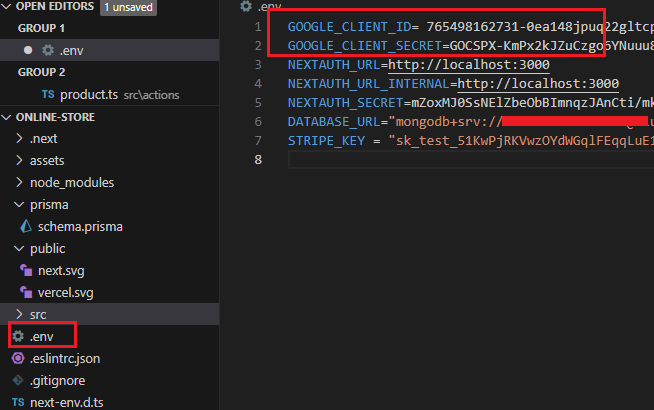 OPEN EDITORS 1 unsaved
GROUP 1
.env
GROUP 2
TS product.ts src\actions
ONLINE-STORE
.next
assets
node_modules
prisma
schema.prisma
public
next.svg
vercel.svg
src
.env
.eslintrc.json
.gitignore
TS next-env.d.ts
.env
1 GOOGLE_CLIENT_ID= 765498162731-0ea148jpuq22gltcp
2 GOOGLE_CLIENT_SECRET=GOCSPX-KmPx2kJZuCzgo6YNuuu8
3 NEXTAUTH_URL=http://localhost:3000
4 NEXTAUTH_URL_INTERNAL=http://localhost:3000
5 NEXTAUTH_SECRET=mZoxMJ0SsNElZbeObBImnqzJAnCti/mk
6 DATABASE_URL="mongodb+srv://
7 STRIPE_KEY = "sk_test_51KwPjRKVwzOYdWGqlFEqqLuE1
8